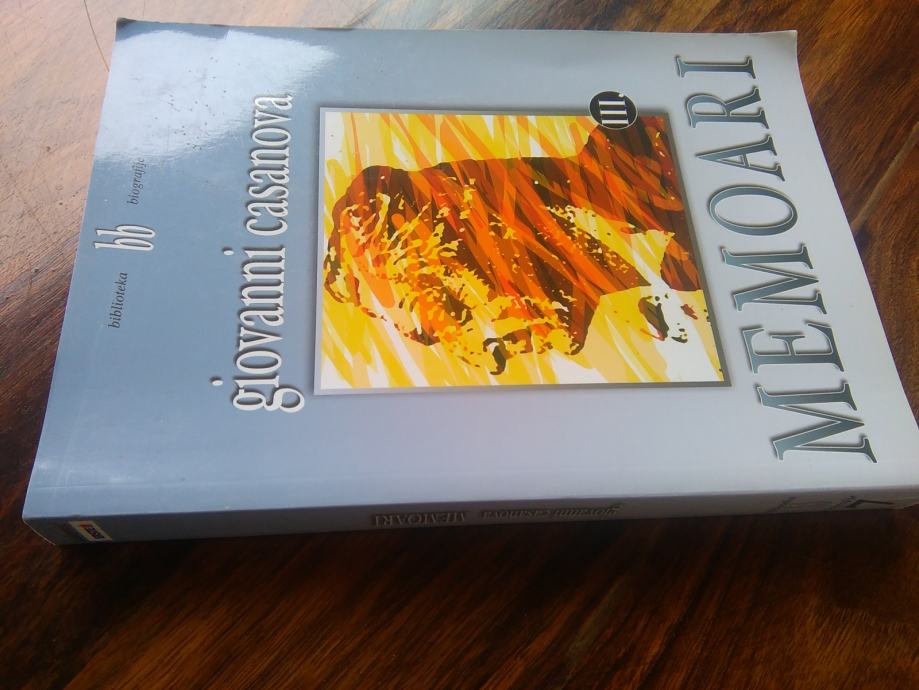 biblioteka bb biografije
giovanni casanova
III.
MEMOARI
giovanni casanova MEMOARI